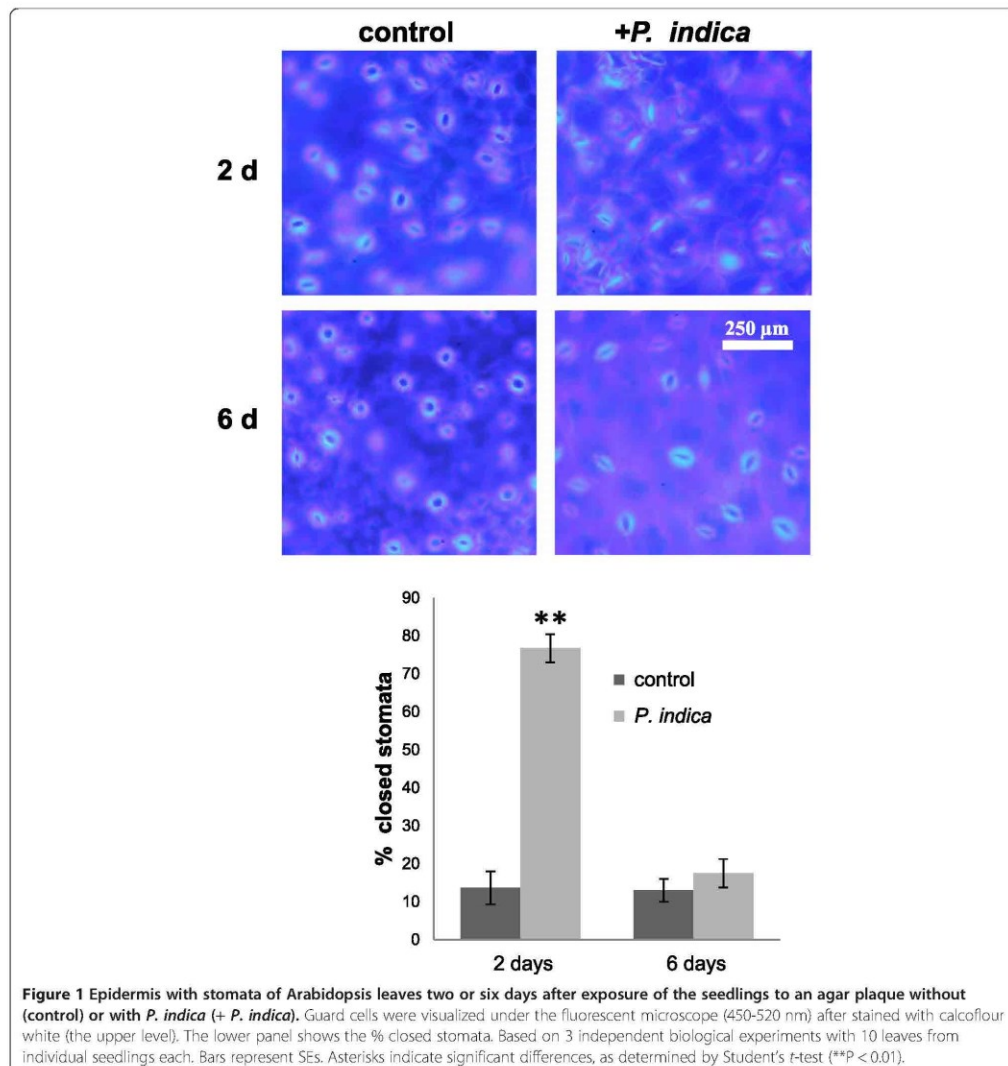 control
+P. indica
2 d
250 µm
6 d
90
80
70
60
50
40
30
20
10
0
% closed stomata
**
control
P. indica
2 days
6 days
Figure 1 Epidermis with stomata of Arabidopsis leaves two or six days after exposure of the seedlings to an agar plaque without
(control) or with P. indica (+ P. indica). Guard cells were visualized under the fluorescent microscope (450-520 nm) after stained with calcoflour
white (the upper level). The lower panel shows the % closed stomata. Based on 3 independent biological experiments with 10 leaves from
individual seedlings each. Bars represent SEs. Asterisks indicate significant differences, as determined by Student's t-test (**P < 0.01).